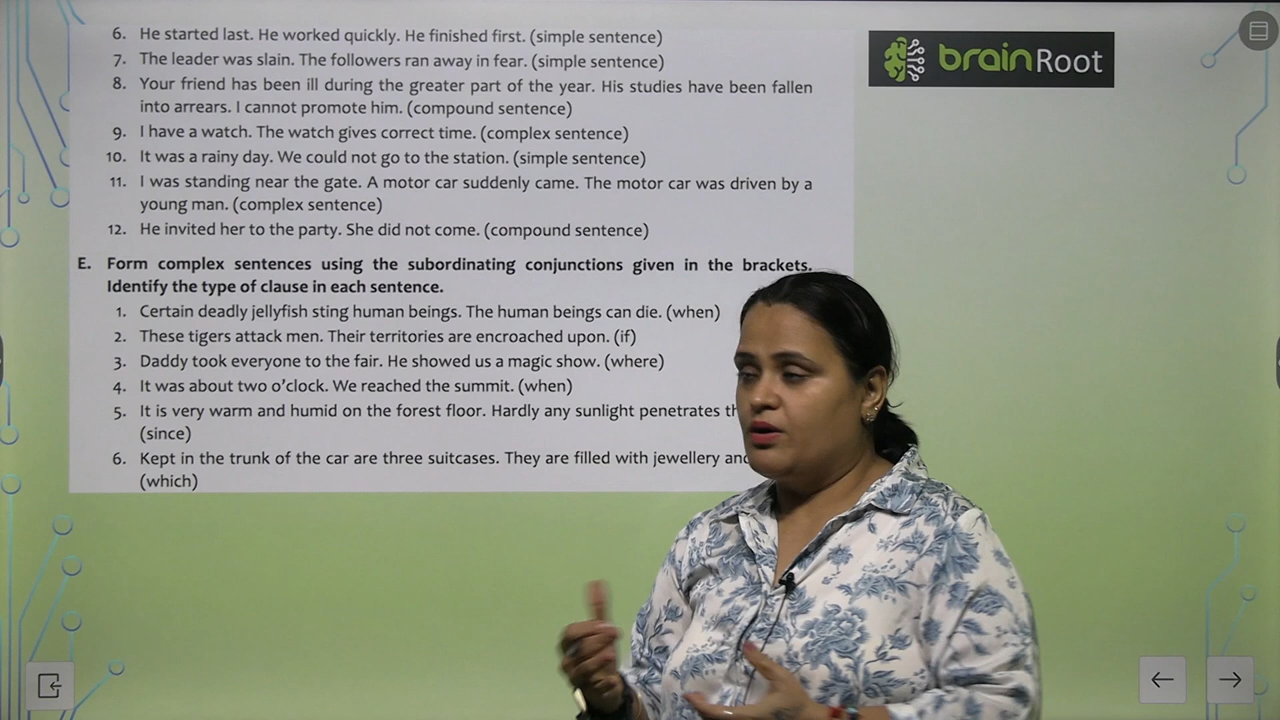 6. He started last. He worked quickly. He finished first. (simple sentence)
7. The leader was slain. The followers ran away in fear. (simple sentence)
8. Your friend has been ill during the greater part of the year. His studies have been fallen
into arrears. I cannot promote him. (compound sentence)
9. I have a watch. The watch gives correct time. (complex sentence)
10. It was a rainy day. We could not go to the station. (simple sentence)
11. I was standing near the gate. A motor car suddenly came. The motor car was driven by a
young man. (complex sentence)
12. He invited her to the party. She did not come. (compound sentence)
E. Form complex sentences using the subordinating conjunctions given in the brackets.
Identify the type of clause in each sentence.
1. Certain deadly jellyfish sting human beings. The human beings can die. (when)
2. These tigers attack men. Their territories are encroached upon. (if)
3. Daddy took everyone to the fair. He showed us a magic show. (where)
4. It was about two o'clock. We reached the summit. (when)
5. It is very warm and humid on the forest floor. Hardly any sunlight penetrates
(since)
6. Kept in the trunk of the car are three suitcases. They are filled with jewellery
(which)
brainRoot